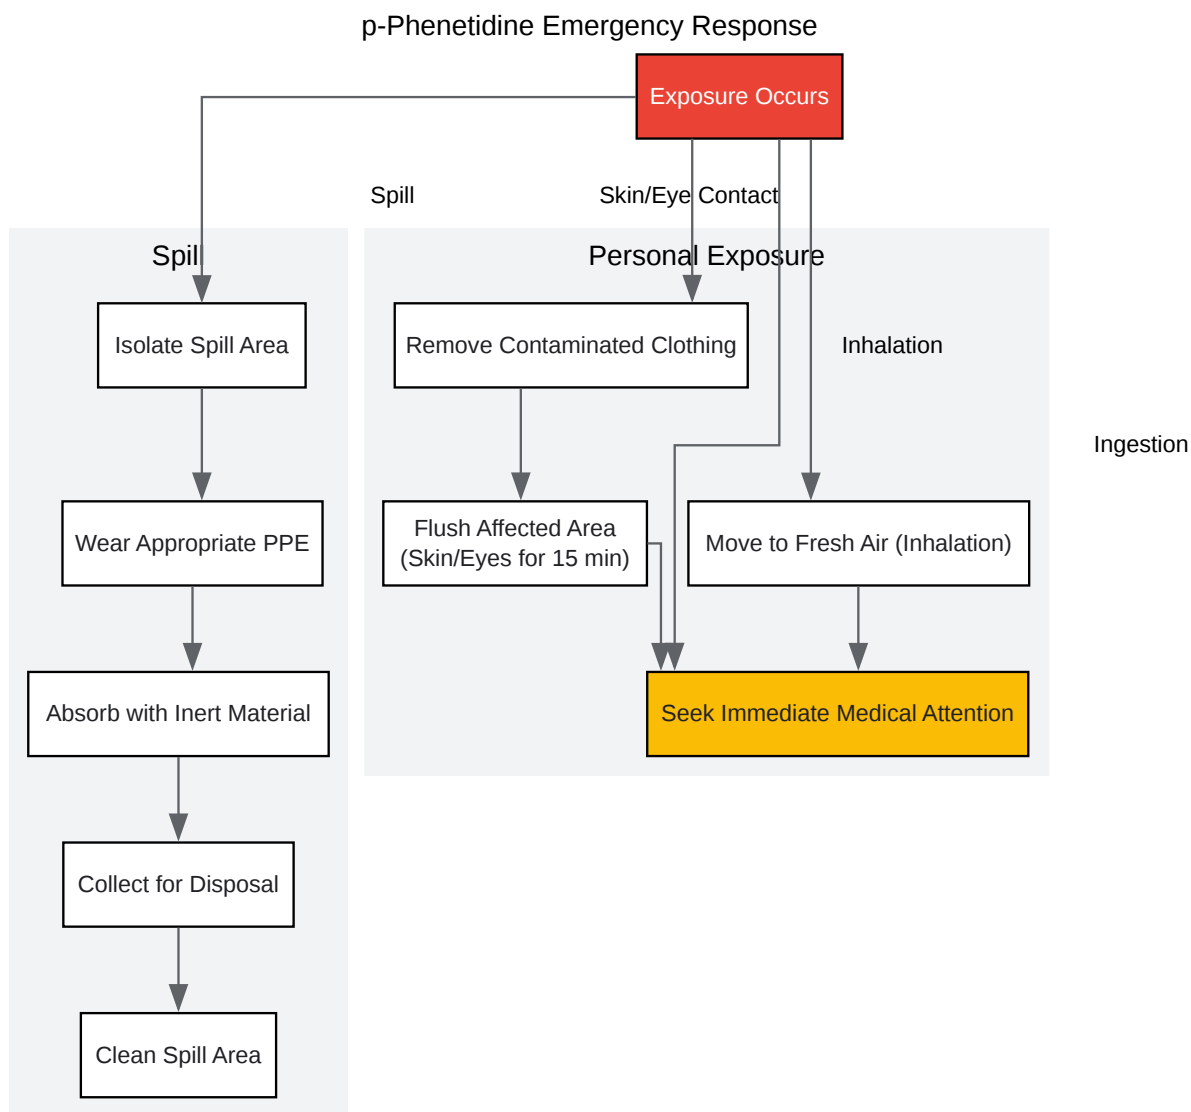 p-Phenetidine Emergency Response
Exposure Occurs
Spill
Skin/Eye Contact
Spill
Personal Exposure
Isolate Spill Area
Remove Contaminated Clothing
Inhalation
Ingestion
Wear Appropriate PPE
Flush Affected Area
(Skin/Eyes for 15 min)
Move to Fresh Air (Inhalation)
Absorb with Inert Material
Seek Immediate Medical Attention
Collect for Disposal
Clean Spill Area